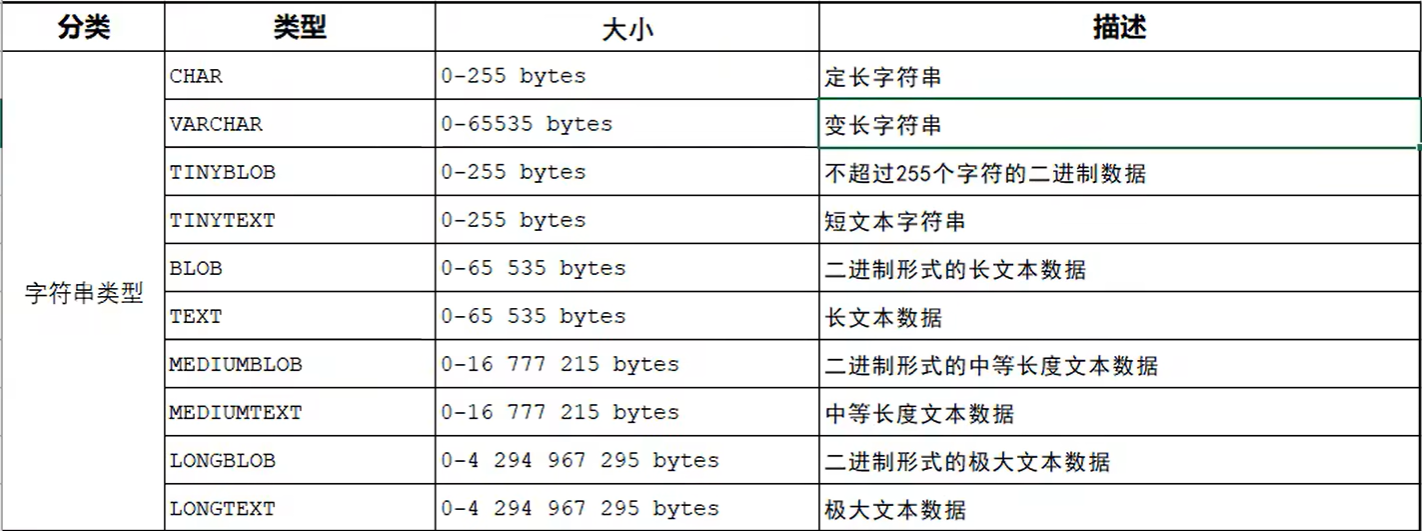 分类 类型 大小 描述
CHAR 0-255 bytes 定长字符串
VARCHAR 0-65535 bytes 变长字符串
TINYBLOB 0-255 bytes 不超过255个字符的二进制数据
TINYTEXT 0-255 bytes 短文本字符串
BLOB 0-65 535 bytes 二进制形式的长文本数据
字符串类型
TEXT 0-65 535 bytes 长文本数据
MEDIUMBLOB 0-16 777 215 bytes 二进制形式的中等长度文本数据
MEDIUMTEXT 0-16 777 215 bytes 中等长度文本数据
LONGBLOB 0-4 294 967 295 bytes 二进制形式的极大文本数据
LONGTEXT 0-4 294 967 295 bytes 极大文本数据